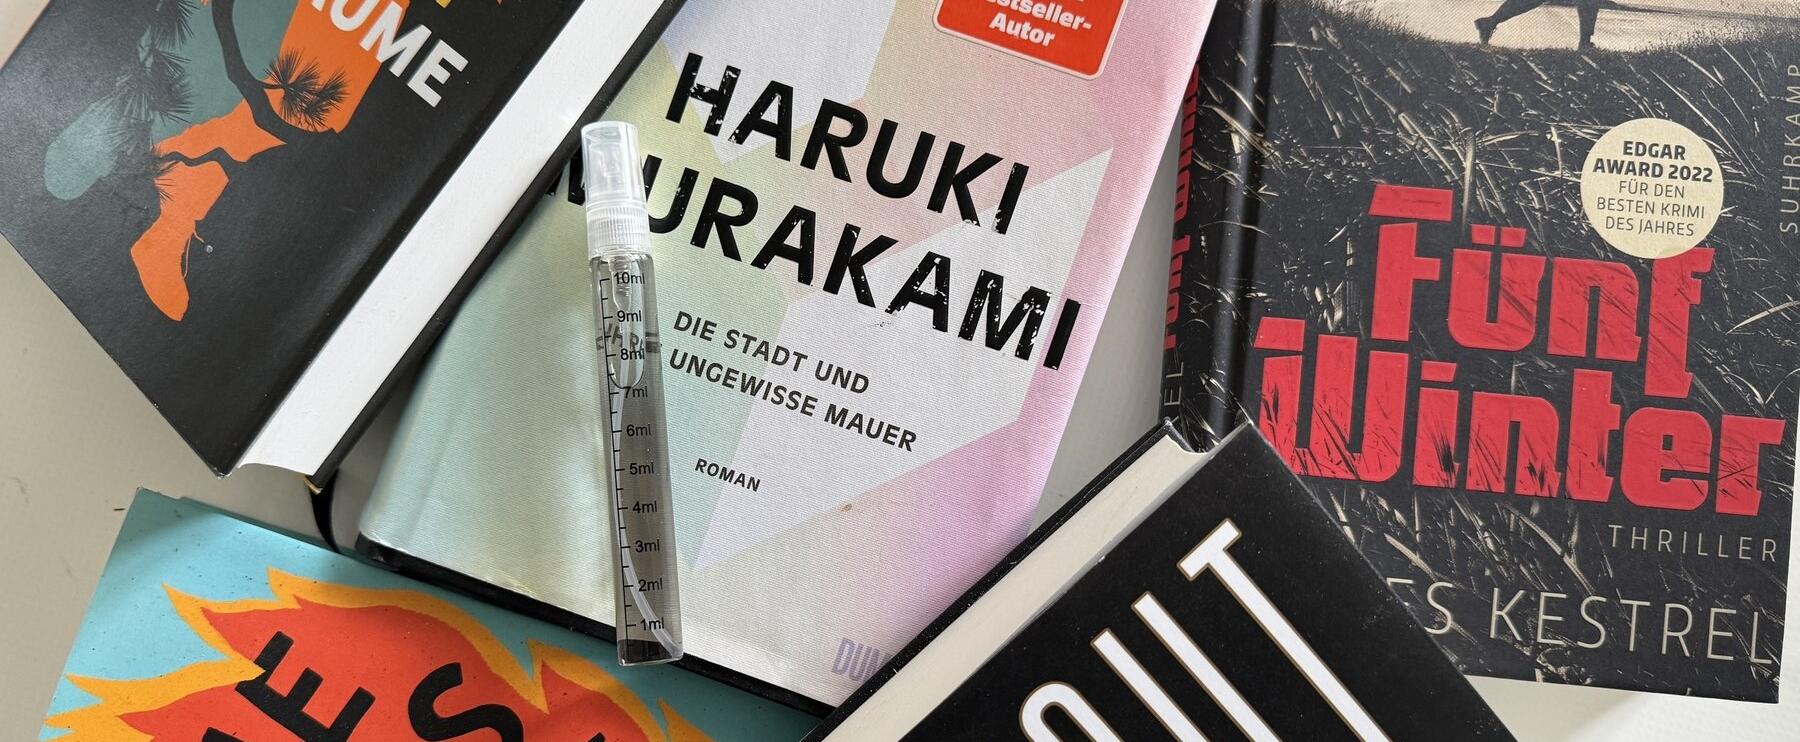 HARUKI
MURAKAMI
DIE STADT UND
UNGEWISSE MAUER
ROMAN
Bestseller-
Autor
10ml
9ml
8ml
7ml
6ml
5ml
4ml
3ml
2ml
1ml
EDGAR
AWARD 2022
FÜR DEN
BESTEN KRIMI
DES JAHRES
Fünf
Winter
THRILLER
KESTREL
SUHRKAMP